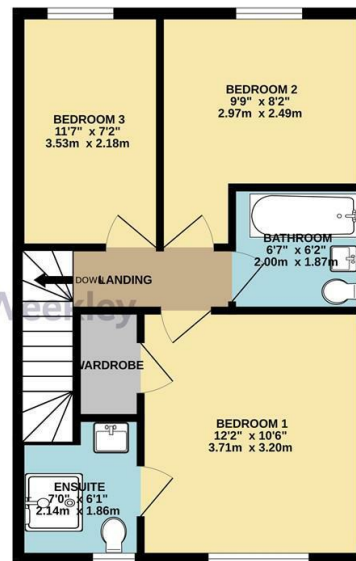 BEDROOM 3
11'7" x 7'2"
3.53m x 2.18m
BEDROOM 2
9'9" x 8'2"
2.97m x 2.49m
BATHROOM
6'7" x 6'2"
2.00m x 1.87m
DOWN
LANDING
Weekley
WARDROBE
BEDROOM 1
12'2" x 10'6"
3.71m x 3.20m
ENSUITE
7'0" x 6'1"
2.14m x 1.86m